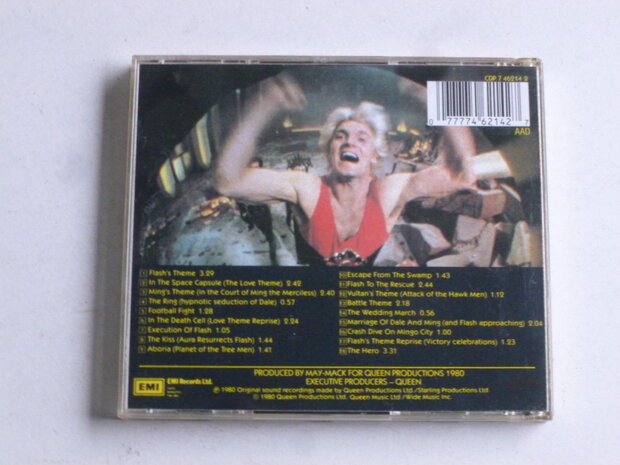 CDP 7 46214 2
0 77774 62142 7
AAD
1 Flash's Theme 3.29
2 In The Space Capsule (The Love Theme) 2.42
3 Ming's Theme (In the Court of Ming the Merciless) 2.40
4 The Ring (hypnotic seduction of Dale) 0.57
5 Football Fight 1.28
6 In The Death Cell (Love Theme Reprise) 2.24
7 Execution Of Flash 1.05
8 The Kiss (Aura Resurrects Flash) 1.44
9 Aboria (Planet of the Tree Men) 1.41
10 Escape From The Swamp 1.43
11 Flash To The Rescue 2.44
12 Vultan's Theme (Attack of the Hawk Men) 1.12
13 Battle Theme 2.18
14 The Wedding March 0.56
15 Marriage Of Dale And Ming (and Flash approaching) 2.04
16 Crash Dive On Mingo City 1.00
17 Flash's Theme Reprise (Victory celebrations) 1.23
18 The Hero 3.31
PRODUCED BY MAY-MACK FOR QUEEN PRODUCTIONS 1980
EXECUTIVE PRODUCERS – QUEEN
EMI
EMI Records Ltd.
℗ 1980 Original sound recordings made by Queen Productions Ltd./Starling Productions Ltd.
© 1980 Queen Productions Ltd. Queen Music Ltd./Wide Music Inc.